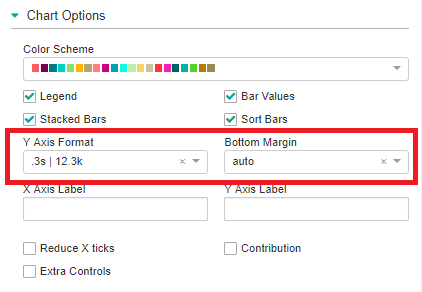 Chart Options
Color Scheme
Legend Bar Values
Stacked Bars Sort Bars
Y Axis Format Bottom Margin
.3s | 12.3k × auto ×
X Axis Label Y Axis Label
Reduce X ticks Contribution
Extra Controls